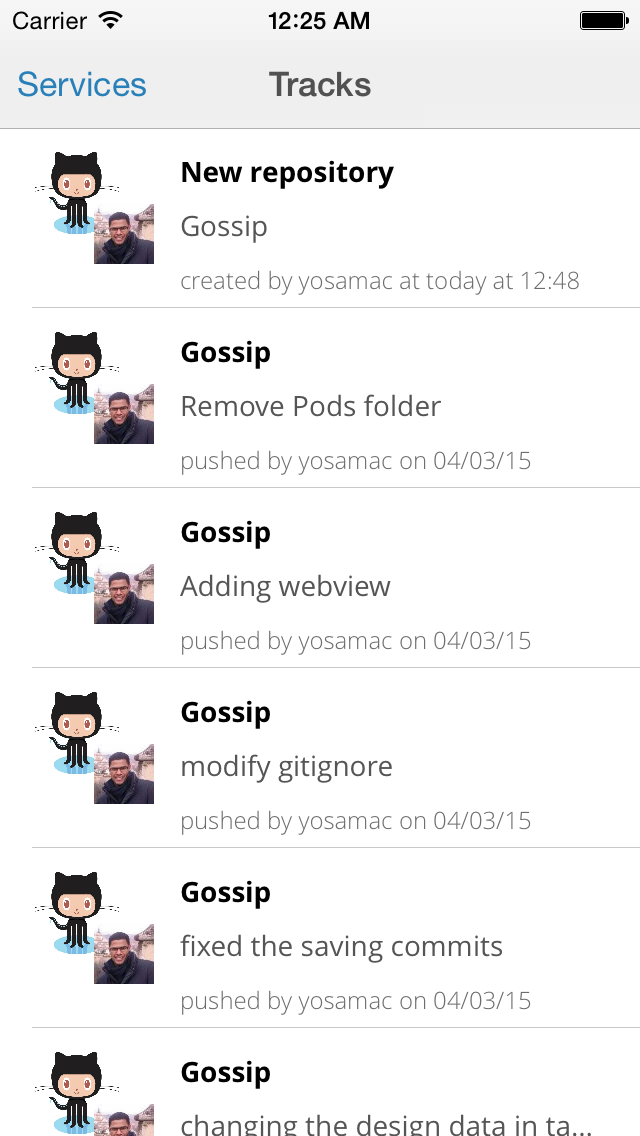 Carrier 12:25 AM
Services Tracks
New repository
Gossip
created by yosamac at today at 12:48
Gossip
Remove Pods folder
pushed by yosamac on 04/03/15
Gossip
Adding webview
pushed by yosamac on 04/03/15
Gossip
modify gitignore
pushed by yosamac on 04/03/15
Gossip
fixed the saving commits
pushed by yosamac on 04/03/15
Gossip
changing the design data in ta...